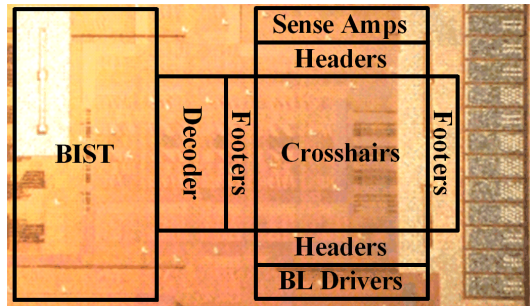 Sense Amps
Headers
BIST
Decoder
Footers
Crosshairs
Footers
Headers
BL Drivers